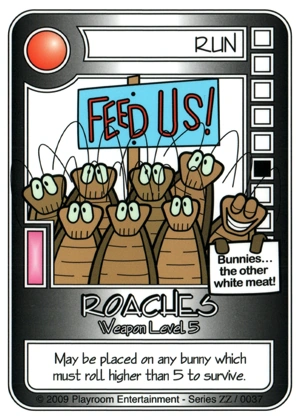 RUN
FEED US!
Bunnies...
the other
white meat!
ROACHES
Weapon Level 5
May be placed on any bunny which
must roll higher than 5 to survive.
© 2009 Playroom Entertainment - Series ZZ / 0037